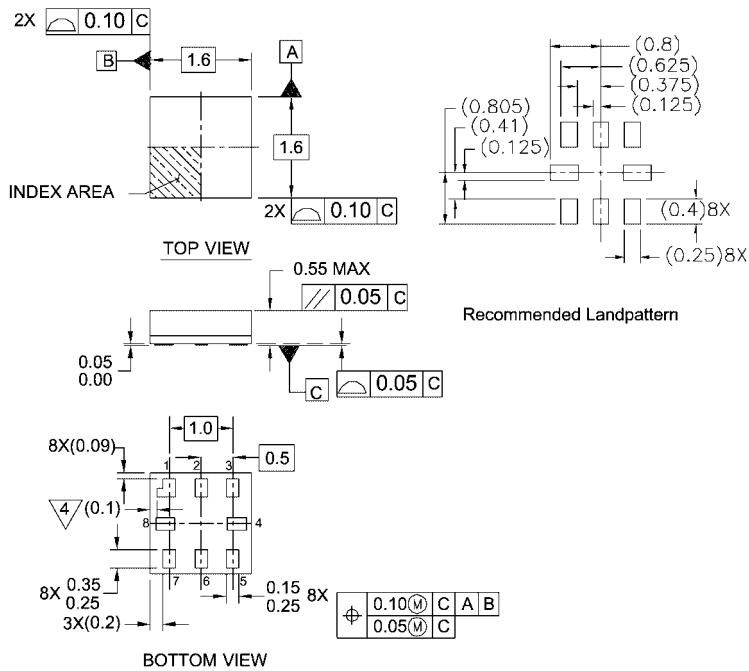 2X 0.10 C
B
1.6
A
1.6
INDEX AREA
2X 0.10 C
TOP VIEW
(0.8)
(0.625)
(0.375)
(0.125)
(0.805)
(0.41)
(0.125)
(0.4)8X
(0.25)8X
Recommended Landpattern
0.55 MAX
// 0.05 C
0.05
0.00
C
0.05 C
1.0
0.5
8X(0.09)
1 2 3
4 (0.1)
8 4
7 6 5
8X 0.35
0.25
3X(0.2)
0.15
0.25 8X
0.10 M C A B
0.05 M C
BOTTOM VIEW